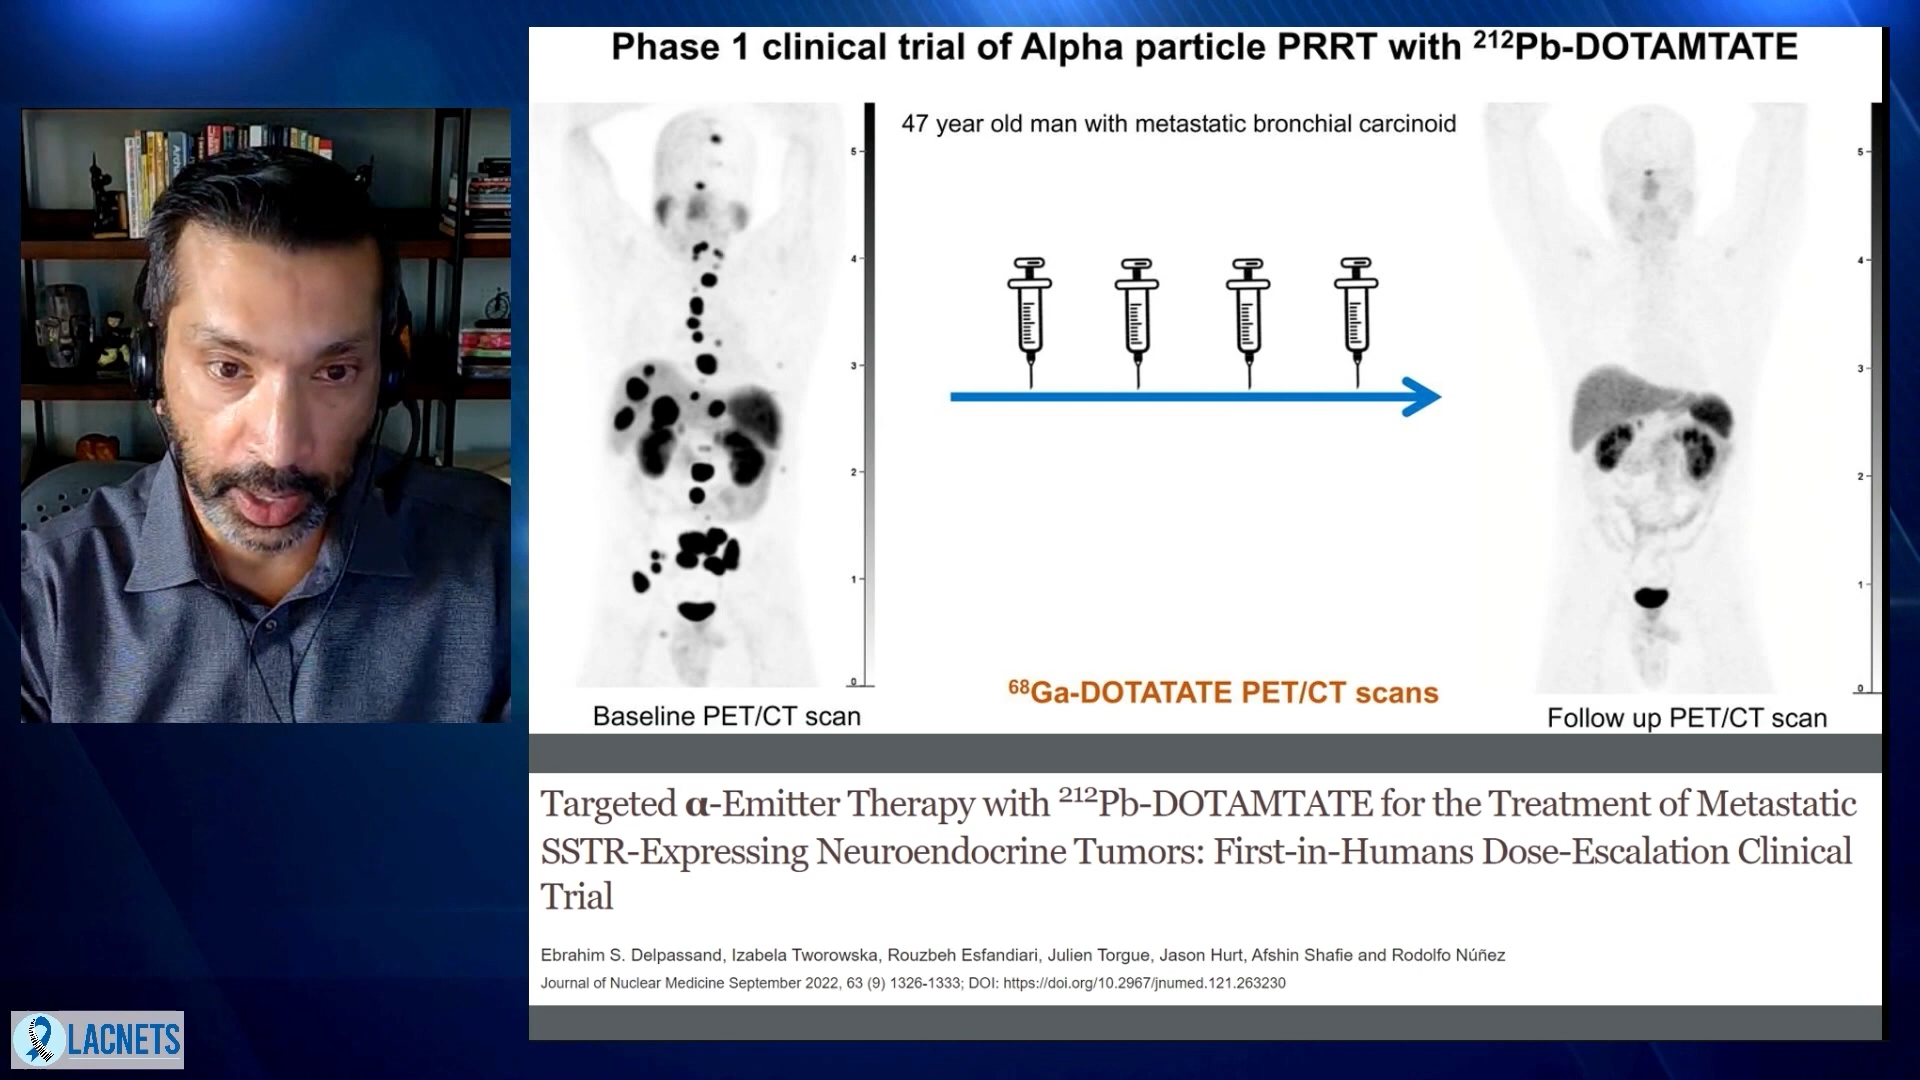 Phase 1 clinical trial of Alpha particle PRRT with ²¹²Pb-DOTAMTATE
47 year old man with metastatic bronchial carcinoid
5
4
3
2
1
0
5
4
3
2
1
0
⁶⁸Ga-DOTATATE PET/CT scans
Baseline PET/CT scan
Follow up PET/CT scan
Targeted α-Emitter Therapy with ²¹²Pb-DOTAMTATE for the Treatment of Metastatic
SSTR-Expressing Neuroendocrine Tumors: First-in-Humans Dose-Escalation Clinical
Trial
Ebrahim S. Delpassand, Izabela Tworowska, Rouzbeh Esfandiari, Julien Torgue, Jason Hurt, Afshin Shafie and Rodolfo Núñez
Journal of Nuclear Medicine September 2022, 63 (9) 1326-1333; DOI: https://doi.org/10.2967/jnumed.121.263230
LACNETS